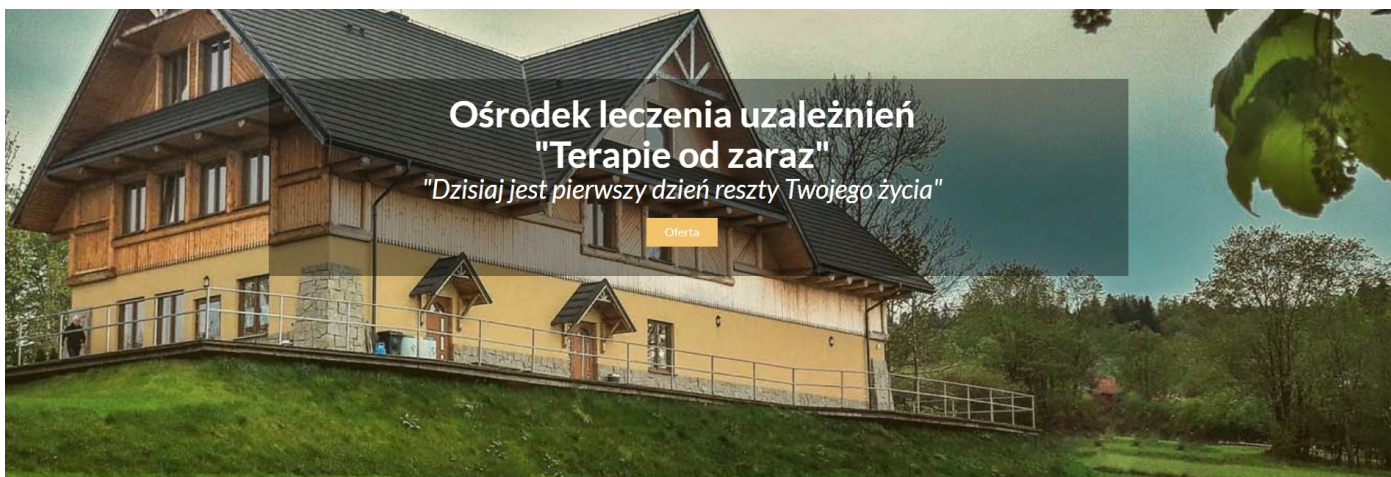 Ośrodek leczenia uzależnień
"Terapie od zaraz"
"Dzisiaj jest pierwszy dzień reszty Twojego życia"
Oferta